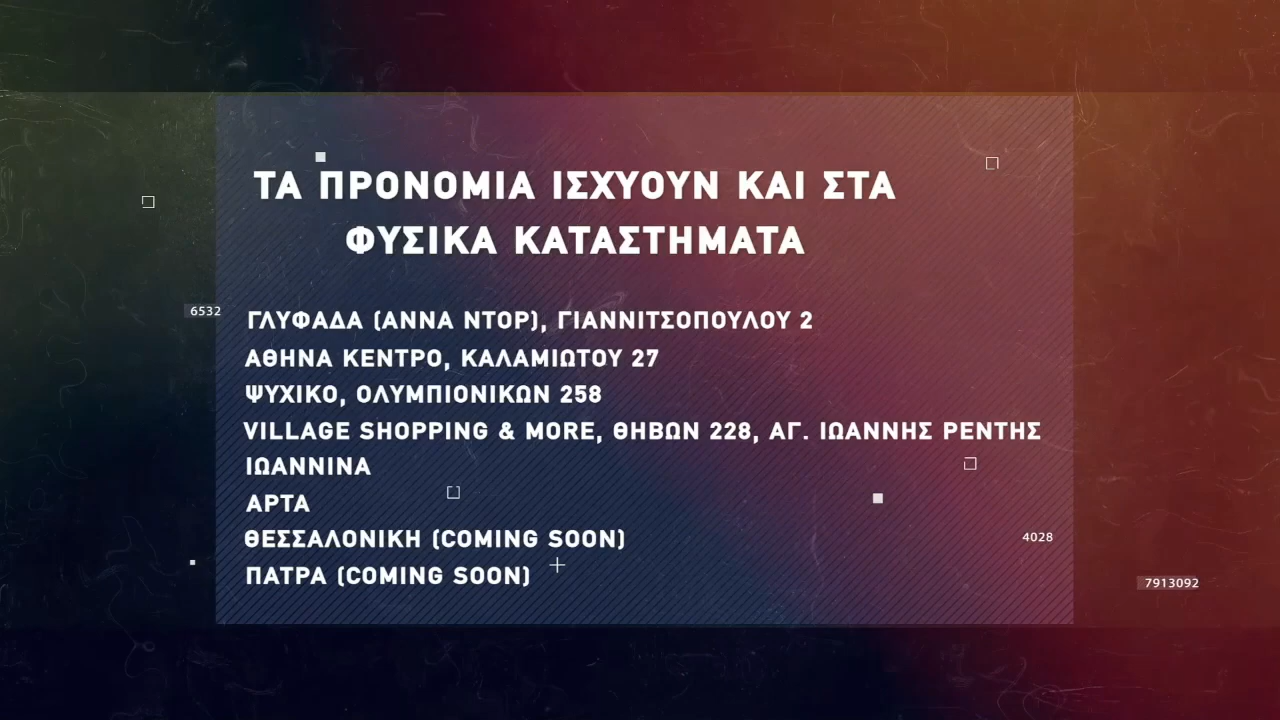 ΤΑ ΠΡΟΝΟΜΙΑ ΙΣΧΥΟΥΝ ΚΑΙ ΣΤΑ
ΦΥΣΙΚΑ ΚΑΤΑΣΤΗΜΑΤΑ
6532
ΓΛΥΦΑΔΑ (ΑΝΝΑ ΝΤΟΡ), ΓΙΑΝΝΙΤΣΟΠΟΥΛΟΥ 2
ΑΘΗΝΑ ΚΕΝΤΡΟ, ΚΑΛΑΜΙΩΤΟΥ 27
ΨΥΧΙΚΟ, ΟΛΥΜΠΙΟΝΙΚΩΝ 258
VILLAGE SHOPPING & MORE, ΘΗΒΩΝ 228, ΑΓ. ΙΩΑΝΝΗΣ ΡΕΝΤΗΣ
ΙΩΑΝΝΙΝΑ
ΑΡΤΑ
ΘΕΣΣΑΛΟΝΙΚΗ (COMING SOON)
4028
ΠΑΤΡΑ (COMING SOON)
7913092